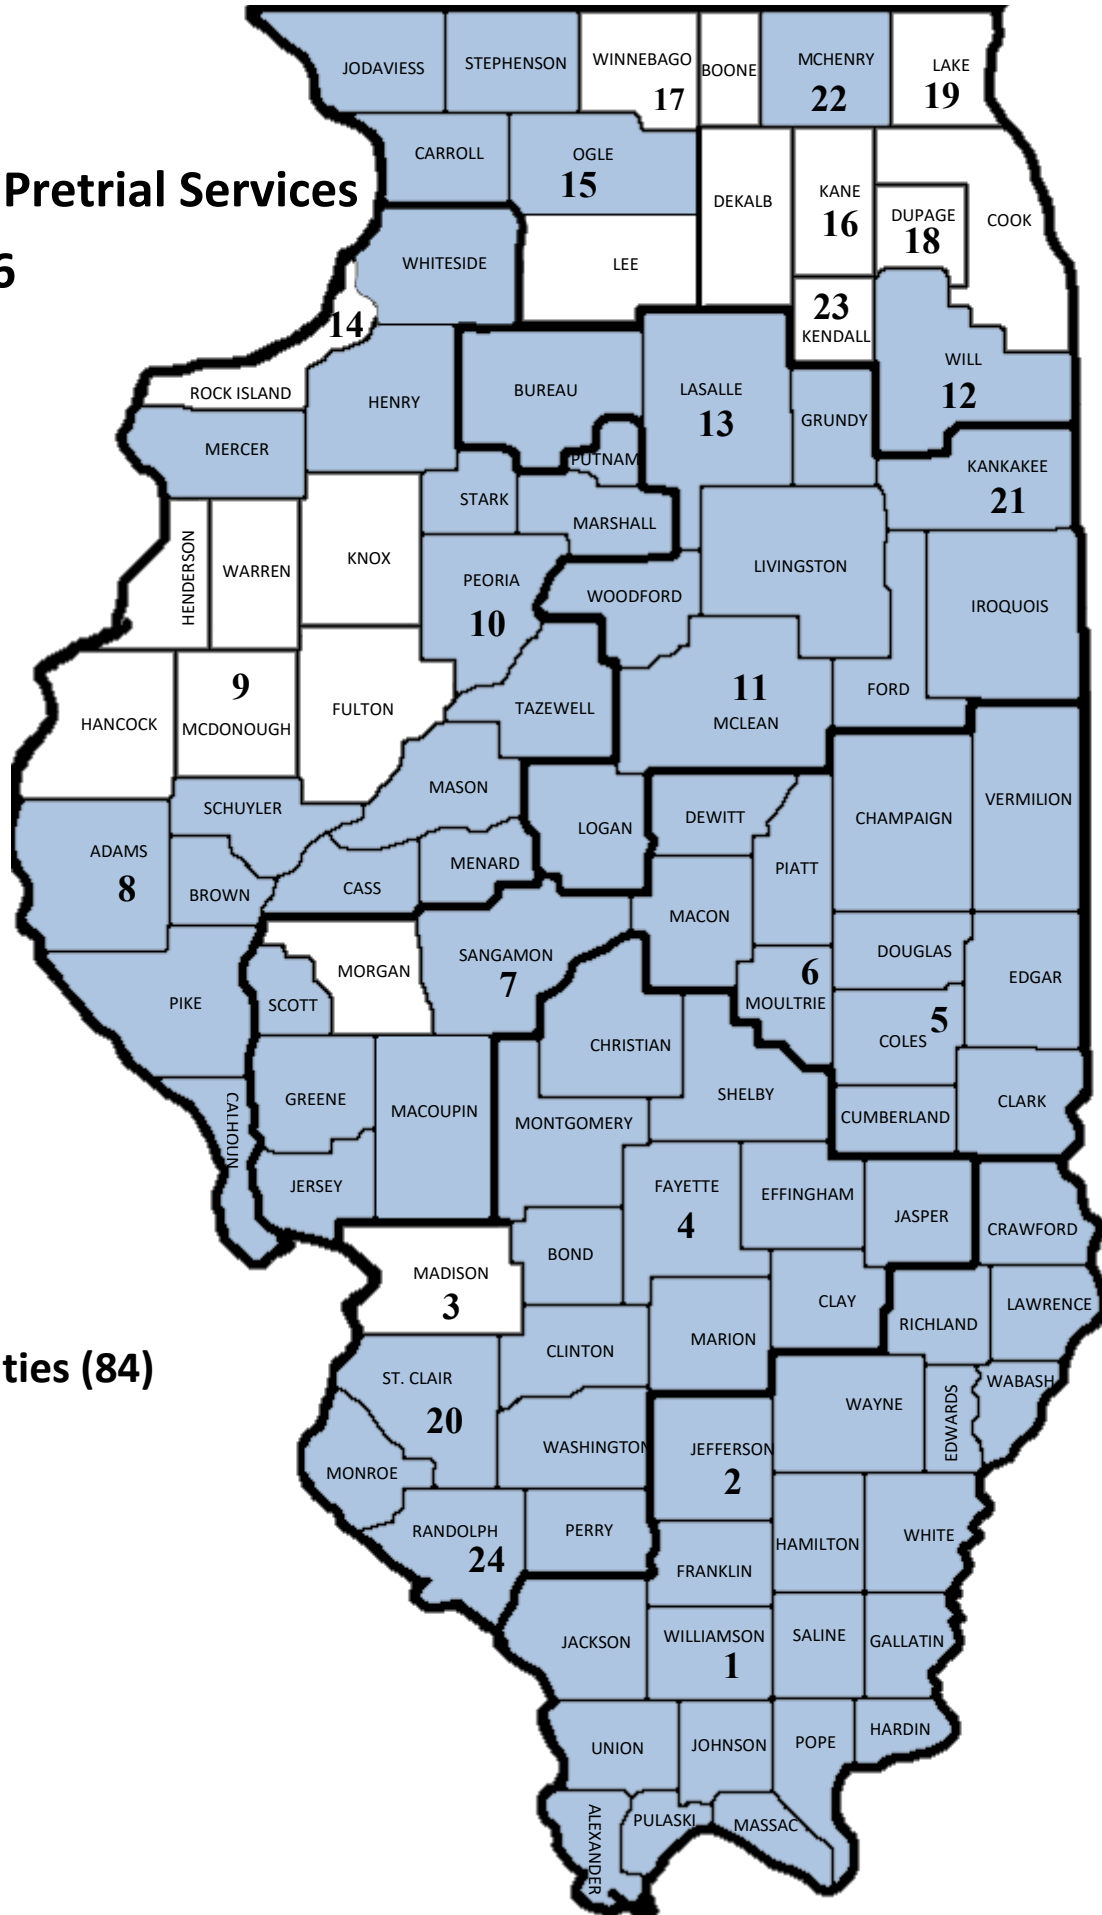 JODAVIESS
STEPHENSON
WINNEBAGO
17
BOONE
MCHENRY
22
LAKE
19
CARROLL
OGLE
15
Pretrial Services
DEKALB
KANE
16
DUPAGE
18
COOK
WHITESIDE
LEE
6
14
23
KENDALL
ROCK ISLAND
HENRY
BUREAU
LASALLE
13
GRUNDY
WILL
12
MERCER
PUTNAM
KANKAKEE
21
STARK
MARSHALL
HENDERSON
WARREN
KNOX
PEORIA
10
WOODFORD
LIVINGSTON
IROQUOIS
HANCOCK
9
MCDONOUGH
FULTON
TAZEWELL
11
MCLEAN
FORD
SCHUYLER
MASON
LOGAN
DEWITT
CHAMPAIGN
VERMILION
ADAMS
8
BROWN
CASS
MENARD
PIATT
MACON
PIKE
SCOTT
MORGAN
SANGAMON
7
6
MOULTRIE
DOUGLAS
EDGAR
CHRISTIAN
5
COLES
CALHOUN
GREENE
MACOUPIN
MONTGOMERY
SHELBY
CUMBERLAND
CLARK
JERSEY
FAYETTE
4
EFFINGHAM
JASPER
CRAWFORD
MADISON
3
BOND
CLAY
RICHLAND
LAWRENCE
ties (84)
ST. CLAIR
20
CLINTON
MARION
WAYNE
EDWARDS
WABASH
MONROE
WASHINGTON
JEFFERSON
2
RANDOLPH
24
PERRY
FRANKLIN
HAMILTON
WHITE
JACKSON
WILLIAMSON
1
SALINE
GALLATIN
UNION
JOHNSON
POPE
HARDIN
ALEXANDER
PULASKI
MASSAC